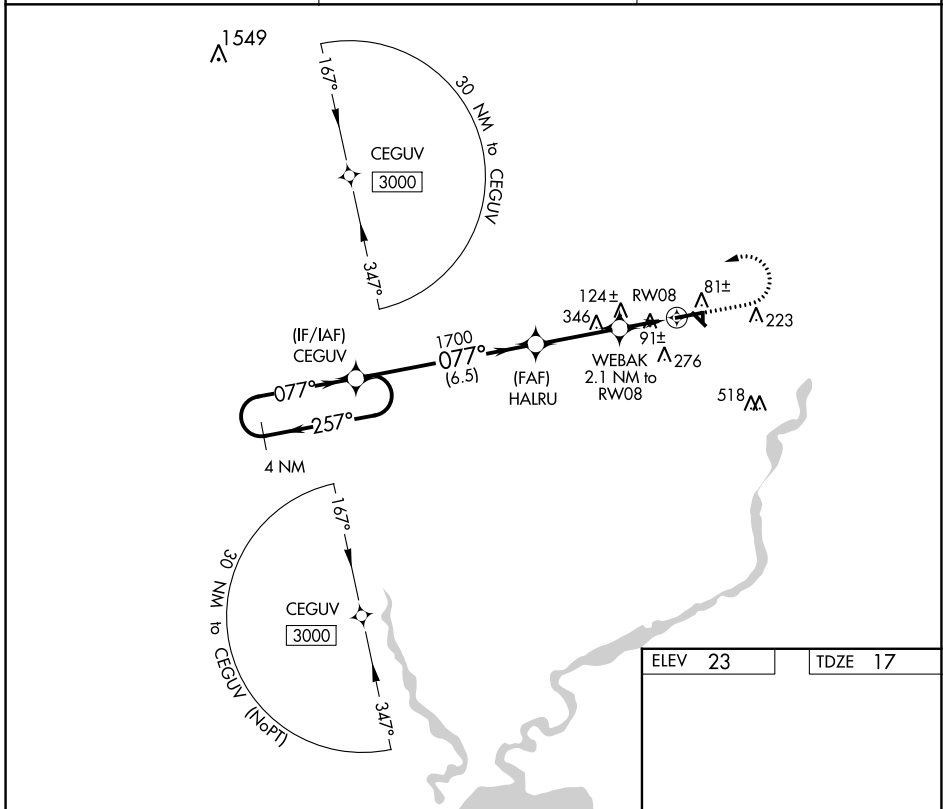 1549
167°
30 NM to CEGUV
CEGUV
3000
347°
124±
RW08
81±
346
91±
223
(IF/IAF)
CEGUV
1700
077°
(6.5)
WEBAK
2.1 NM to
RW08
276
(FAF)
HALRU
518
077°
257°
4 NM
167°
30 NM to CEGUV (NoPT)
CEGUV
3000
347°
ELEV 23
TDZE 17